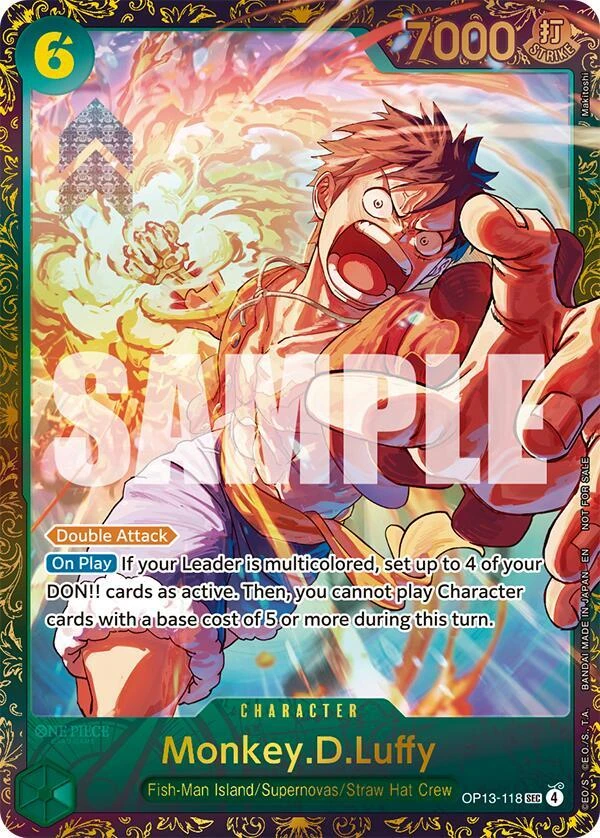 6
7000
打
STRIKE
Makitoshi
SAMPLE
Double Attack
On Play If your Leader is multicolored, set up to 4 of your
DON!! cards as active. Then, you cannot play Character
cards with a base cost of 5 or more during this turn.
©E.O/S., ©E.O./S., T.A. BANDAI MADE IN JAPAN EN NOT FOR SALE
CHARACTER
ONE PIECE
CARD GAME
Monkey.D.Luffy
Fish-Man Island/Supernovas/Straw Hat Crew
OP13-118 SEC 4